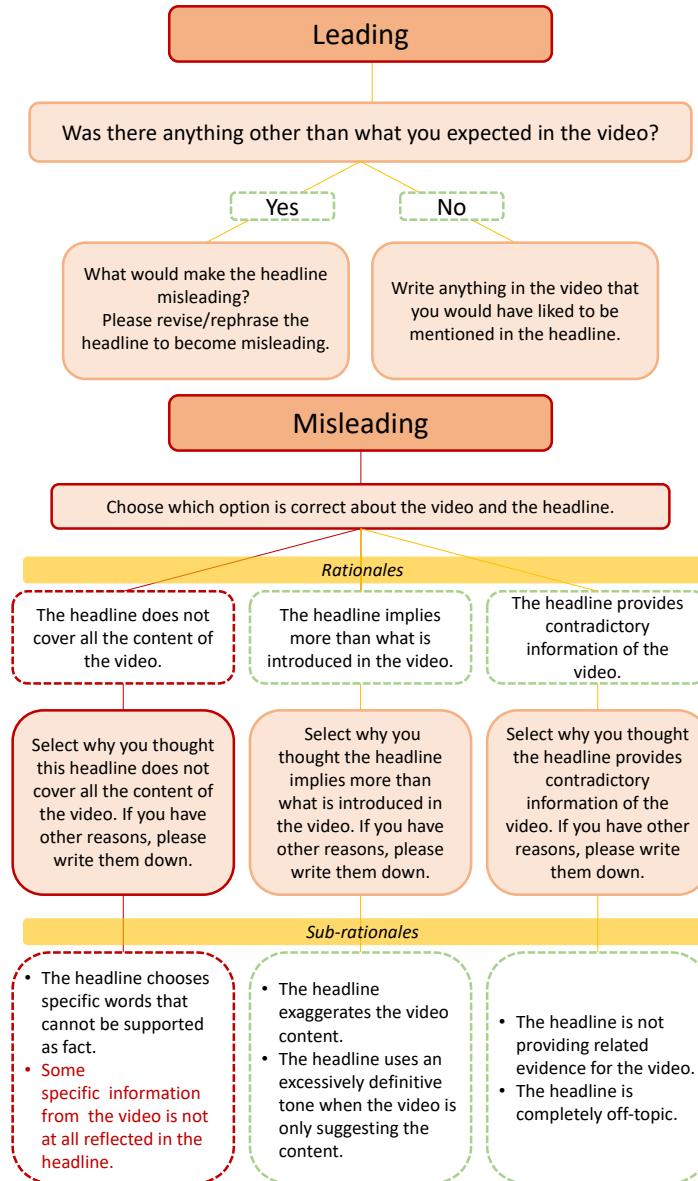 Leading
Was there anything other than what you expected in the video?
Yes
No
What would make the headline
misleading?
Please revise/rephrase the
headline to become misleading.
Write anything in the video that
you would have liked to be
mentioned in the headline.
Misleading
Choose which option is correct about the video and the headline.
Rationales
The headline does not
cover all the content of
the video.
The headline implies
more than what is
introduced in the video.
The headline provides
contradictory
information of the
video.
Select why you thought
this headline does not
cover all the content of
the video. If you have
other reasons, please
write them down.
Select why you
thought the headline
implies more than
what is introduced in
the video. If you have
other reasons, please
write them down.
Select why you thought
the headline provides
contradictory
information of the
video. If you have other
reasons, please write
them down.
Sub-rationales
• The headline chooses
specific words that
cannot be supported
as fact.
• Some
specific information
from the video is not
at all reflected in the
headline.
• The headline
exaggerates the video
content.
• The headline uses an
excessively definitive
tone when the video is
only suggesting the
content.
• The headline is not
providing related
evidence for the video.
• The headline is
completely off-topic.